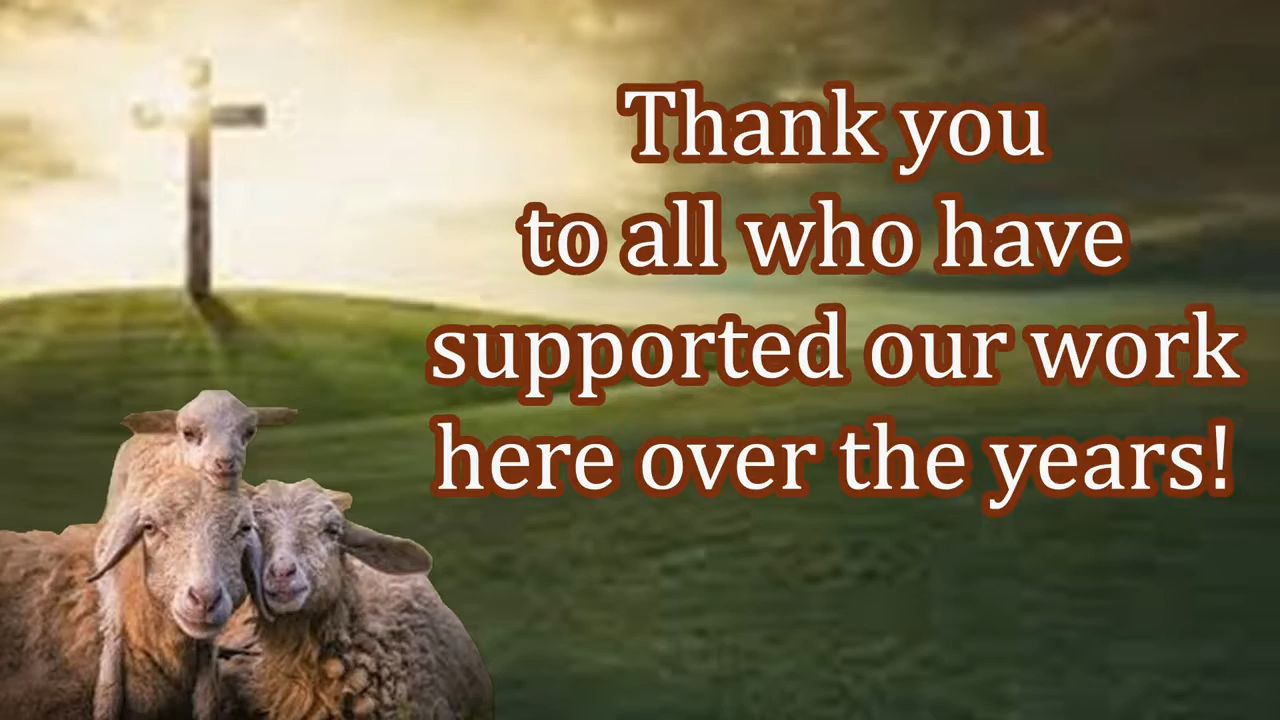 Thank you
to all who have
supported our work
here over the years!